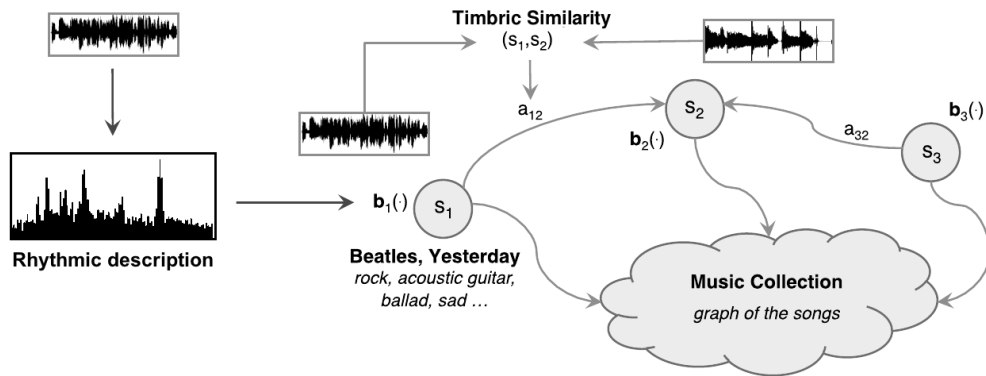 Timbric Similarity
(s₁,s₂)
a₁₂
s₂
b₂(·)
b₃(·)
a₃₂
s₃
b₁(·)
s₁
Rhythmic description
Beatles, Yesterday
rock, acoustic guitar,
ballad, sad ...
Music Collection
graph of the songs